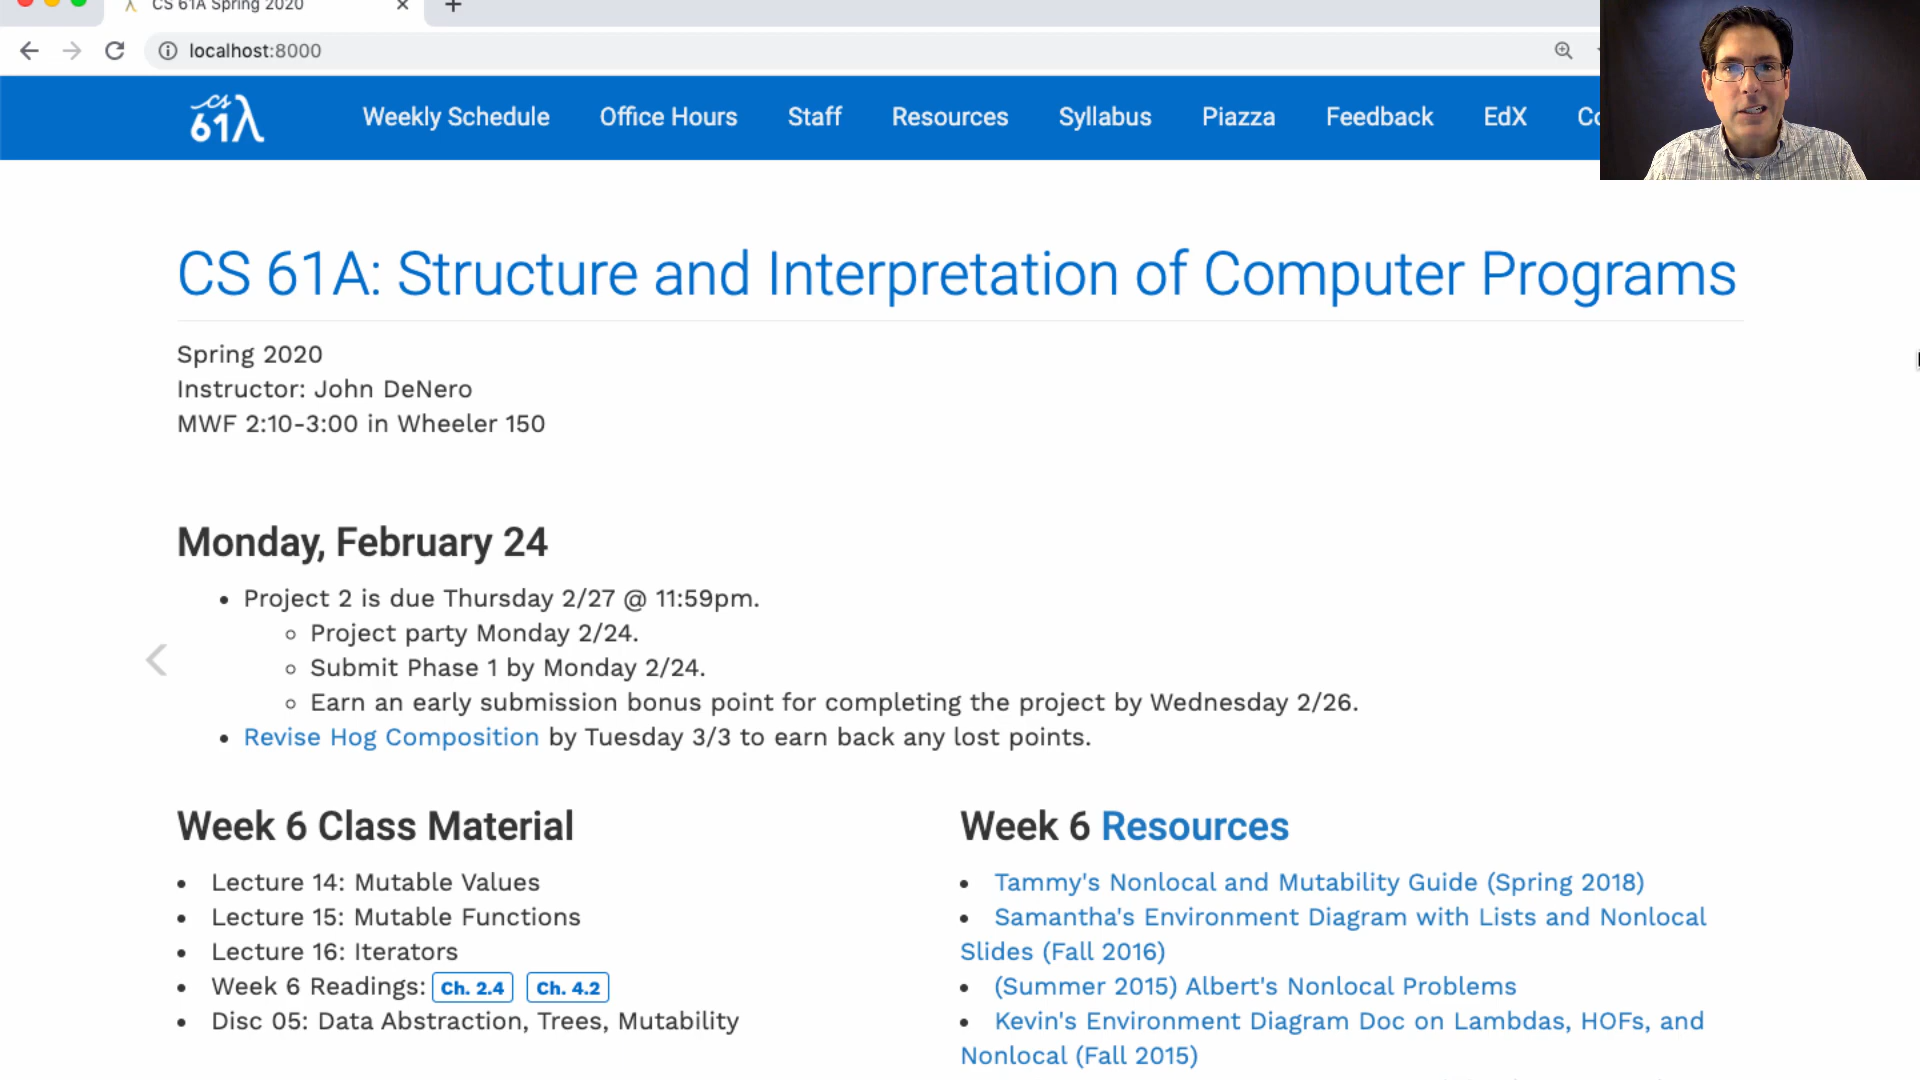 CS 61A Spring 2020
localhost:8000
cs
61λ
Weekly Schedule Office Hours Staff Resources Syllabus Piazza Feedback EdX
CS 61A: Structure and Interpretation of Computer Programs
Spring 2020
Instructor: John DeNero
MWF 2:10-3:00 in Wheeler 150
Monday, February 24
• Project 2 is due Thursday 2/27 @ 11:59pm.
◦ Project party Monday 2/24.
◦ Submit Phase 1 by Monday 2/24.
◦ Earn an early submission bonus point for completing the project by Wednesday 2/26.
• Revise Hog Composition by Tuesday 3/3 to earn back any lost points.
Week 6 Class Material
• Lecture 14: Mutable Values
• Lecture 15: Mutable Functions
• Lecture 16: Iterators
• Week 6 Readings: Ch. 2.4 Ch. 4.2
• Disc 05: Data Abstraction, Trees, Mutability
Week 6 Resources
• Tammy's Nonlocal and Mutability Guide (Spring 2018)
• Samantha's Environment Diagram with Lists and Nonlocal
Slides (Fall 2016)
• (Summer 2015) Albert's Nonlocal Problems
• Kevin's Environment Diagram Doc on Lambdas, HOFs, and
Nonlocal (Fall 2015)